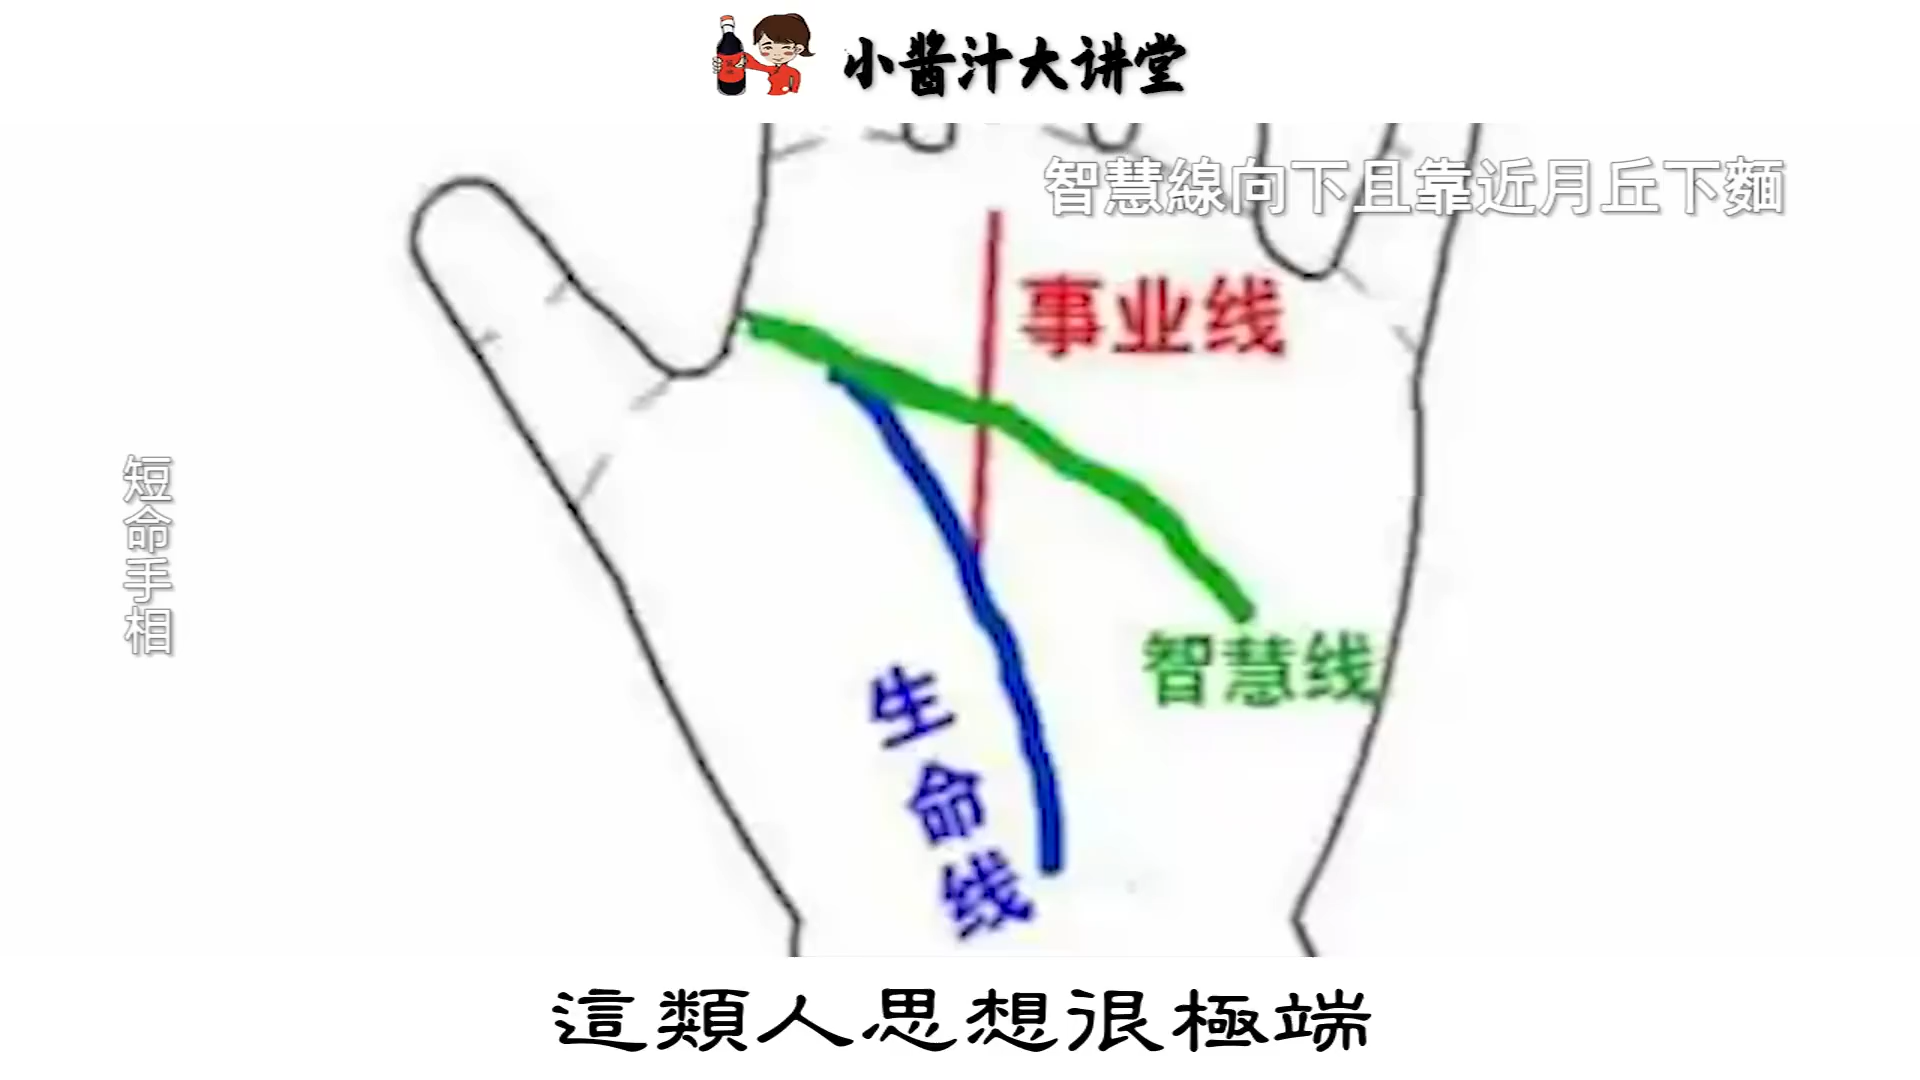 小酱汁大讲堂
智慧線向下且靠近月丘下麵
事业线
短命手相
智慧线
生命线
這類人思想很極端